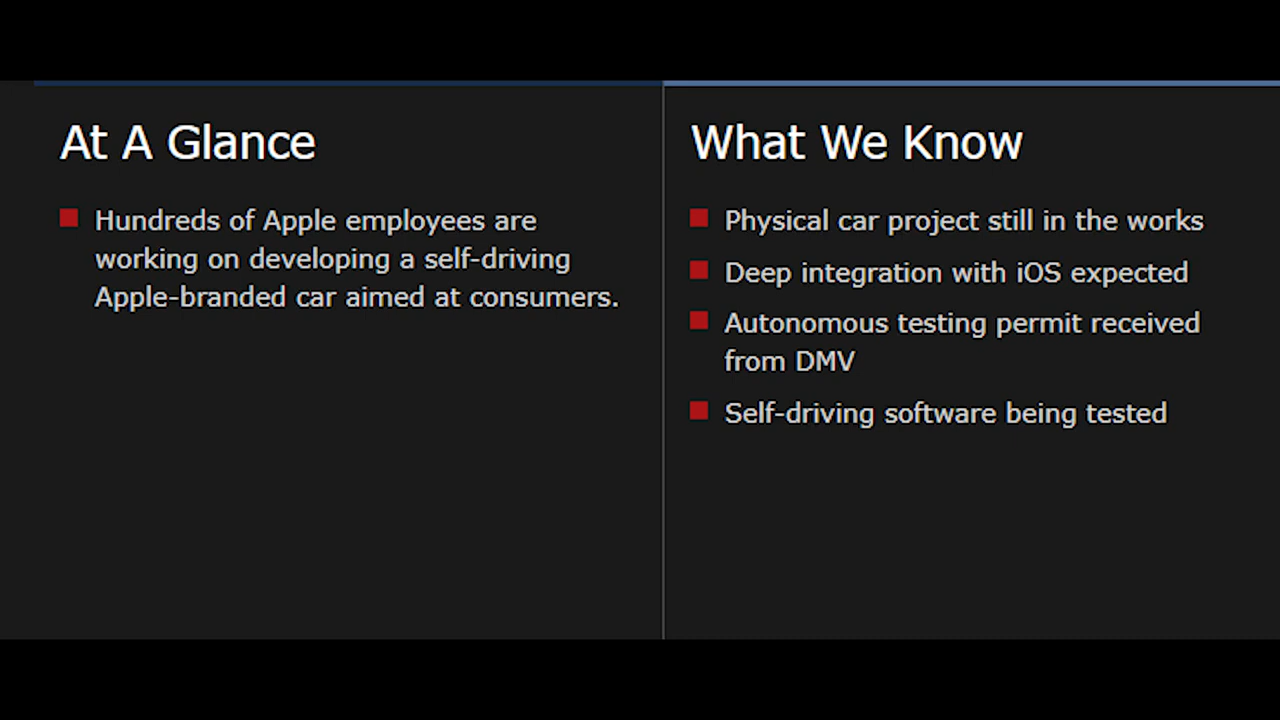 At A Glance
Hundreds of Apple employees are
working on developing a self-driving
Apple-branded car aimed at consumers.
What We Know
Physical car project still in the works
Deep integration with iOS expected
Autonomous testing permit received
from DMV
Self-driving software being tested